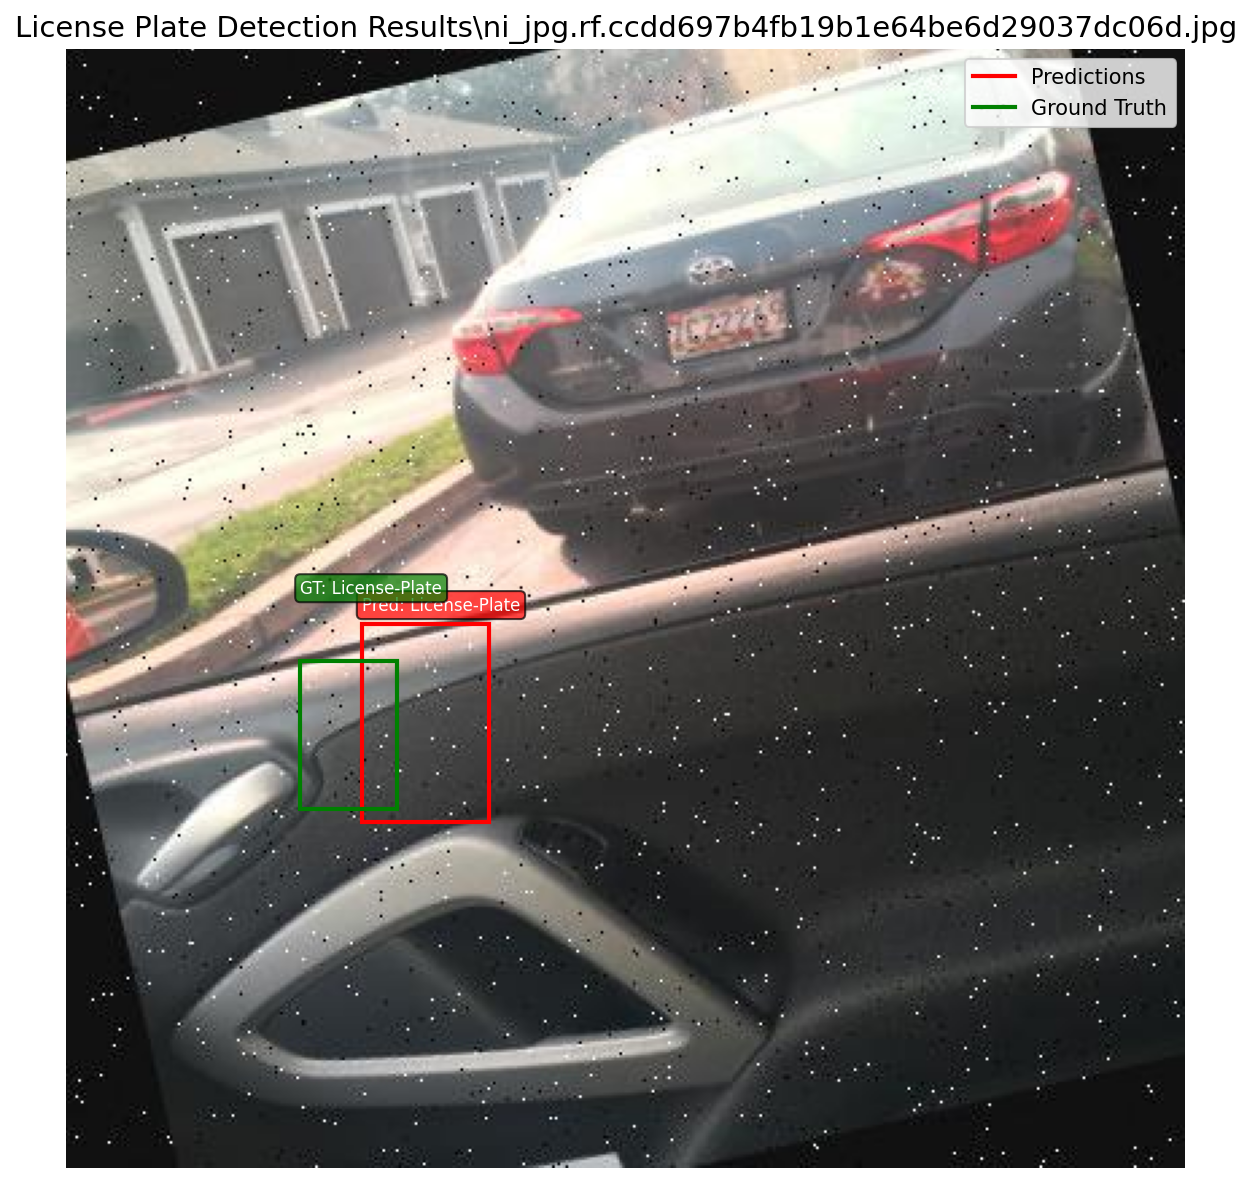 License Plate Detection Results\ni_jpg.rf.ccdd697b4fb19b1e64be6d29037dc06d.jpg
Predictions
Ground Truth
GT: License-Plate
Pred: License-Plate